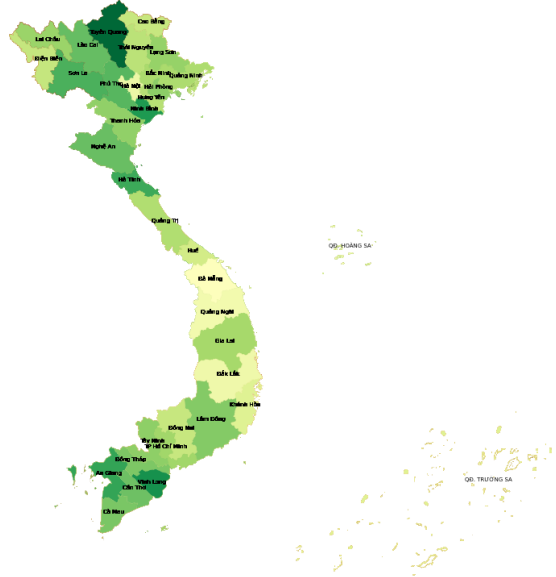 Cao Bằng
Tuyên Quang
Lai Châu
Lào Cai
Thái Nguyên
Lạng Sơn
Điện Biên
Sơn La
Bắc Ninh
Quảng Ninh
Phú Thọ
Hà Nội
Hải Phòng
Hưng Yên
Ninh Bình
Thanh Hóa
Nghệ An
Hà Tĩnh
Quảng Trị
Huế
QĐ. HOÀNG SA
Đà Nẵng
Quảng Ngãi
Gia Lai
Đắk Lắk
Khánh Hòa
Lâm Đồng
Đồng Nai
Tây Ninh
TP Hồ Chí Minh
Đồng Tháp
An Giang
Vĩnh Long
Cần Thơ
QĐ. TRƯỜNG SA
Cà Mau